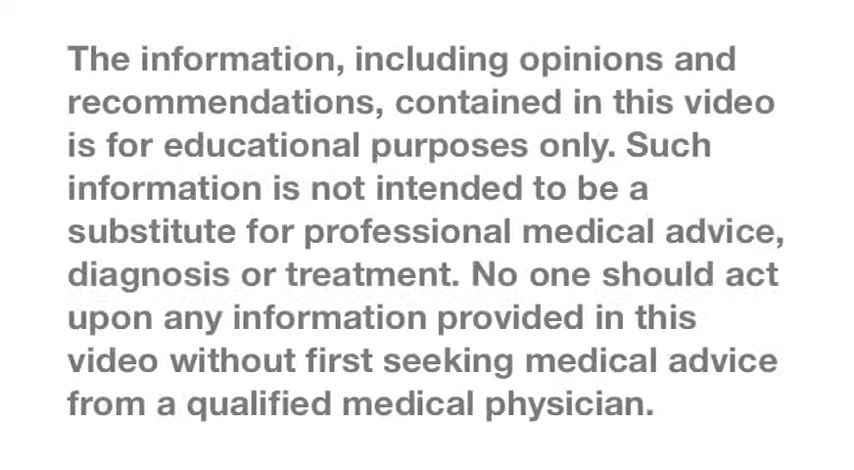 The information, including opinions and
recommendations, contained in this video
is for educational purposes only. Such
information is not intended to be a
substitute for professional medical advice,
diagnosis or treatment. No one should act
upon any information provided in this
video without first seeking medical advice
from a qualified medical physician.